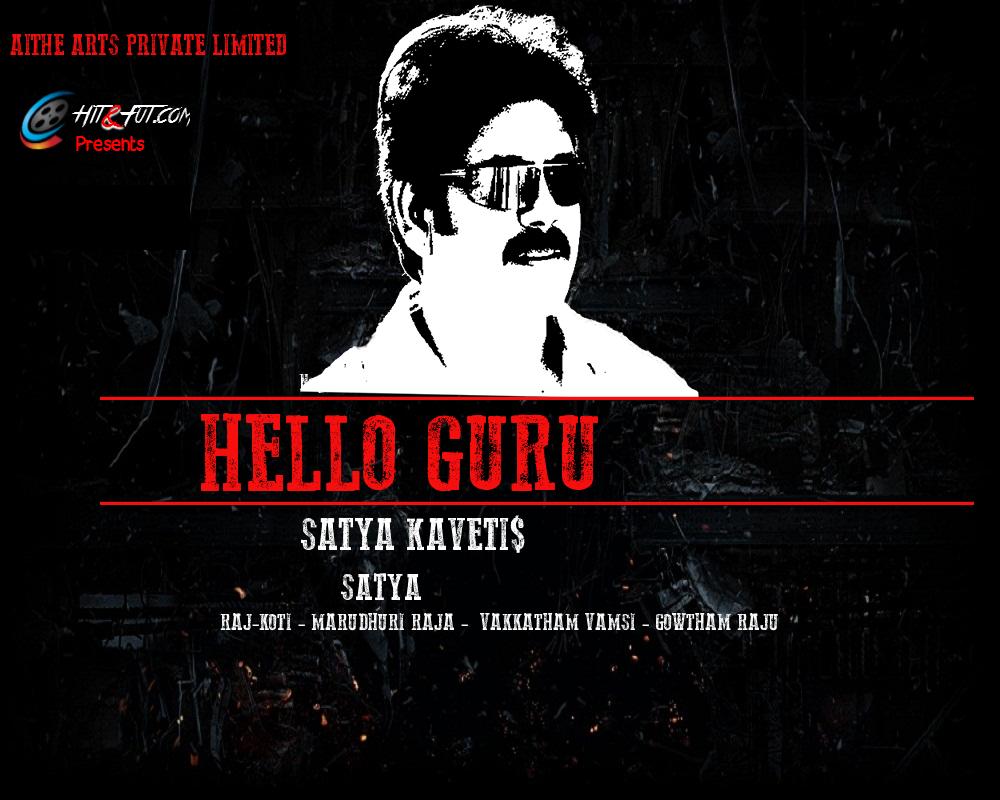 AITHE ARTS PRIVATE LIMITED
HIT&FUT.COM
Presents
HELLO GURU
SATYA KAVETI$
SATYA
RAJ-KOTI - MARUDHURI RAJA - VAKKATHAM VAMSI - GOWTHAM RAJU